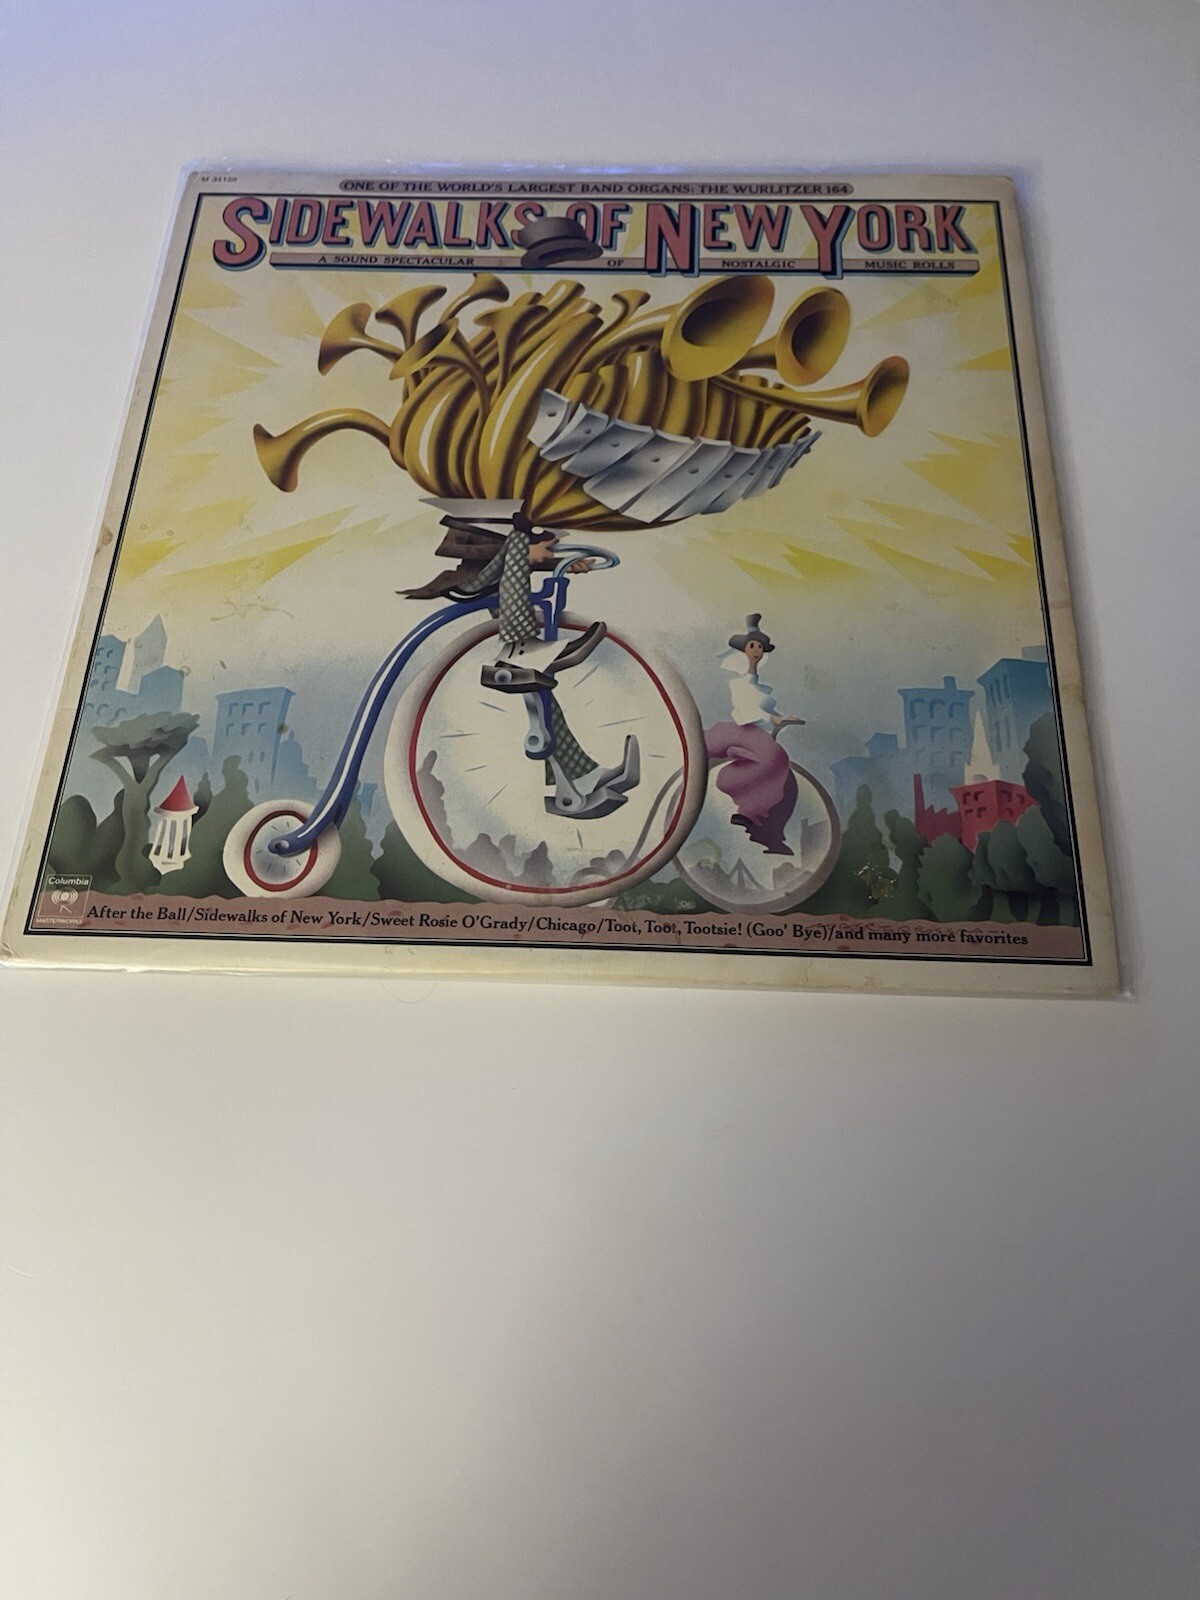 M 34159
ONE OF THE WORLD'S LARGEST BAND ORGANS: THE WURLITZER 164
SIDEWALKS OF NEW YORK
A SOUND SPECTACULAR OF NOSTALGIC MUSIC ROLLS
Columbia
MASTERWORKS
After the Ball/Sidewalks of New York/Sweet Rosie O'Grady/Chicago/Toot, Toot, Tootsie! (Goo' Bye)/and many more favorites